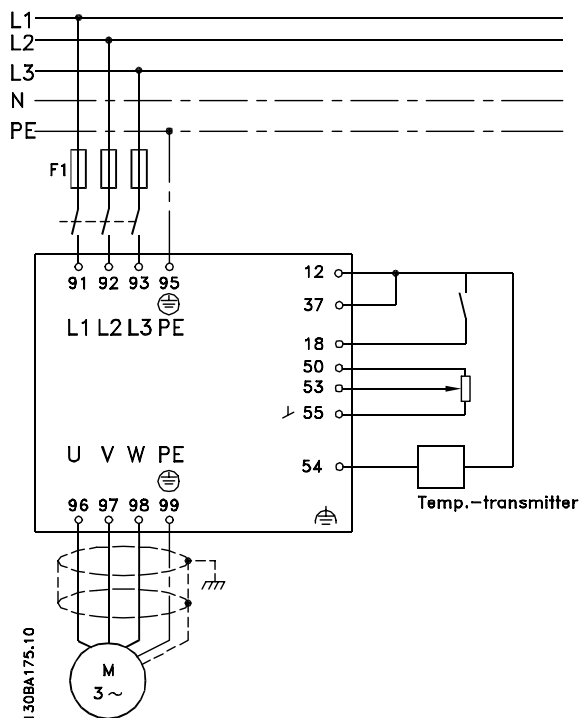 L1
L2
L3
N
PE
F1
91 92 93 95
L1 L2 L3 PE
12
37
18
50
53
55
54
U V W PE
96 97 98 99
Temp.-transmitter
M
3~
130BA175.10